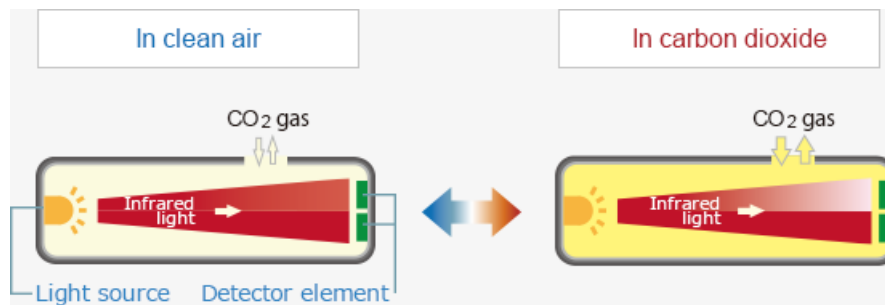 In clean air
In carbon dioxide
CO2 gas
CO2 gas
Infrared
light
Infrared
light
Light source
Detector element